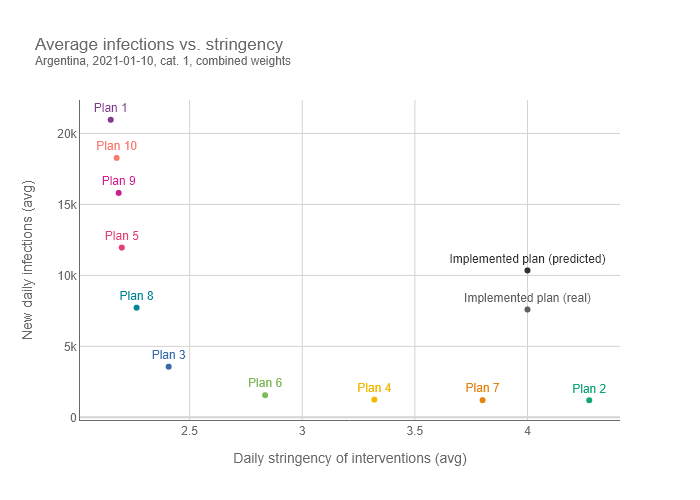 Average infections vs. stringency
Argentina, 2021-01-10, cat. 1, combined weights
Plan 1
20k
Plan 10
Plan 9
15k
Plan 5
Implemented plan (predicted)
10k
Plan 8
Implemented plan (real)
5k
Plan 3
Plan 6
Plan 4
Plan 7
Plan 2
0
New daily infections (avg)
2.5
3
3.5
4
Daily stringency of interventions (avg)